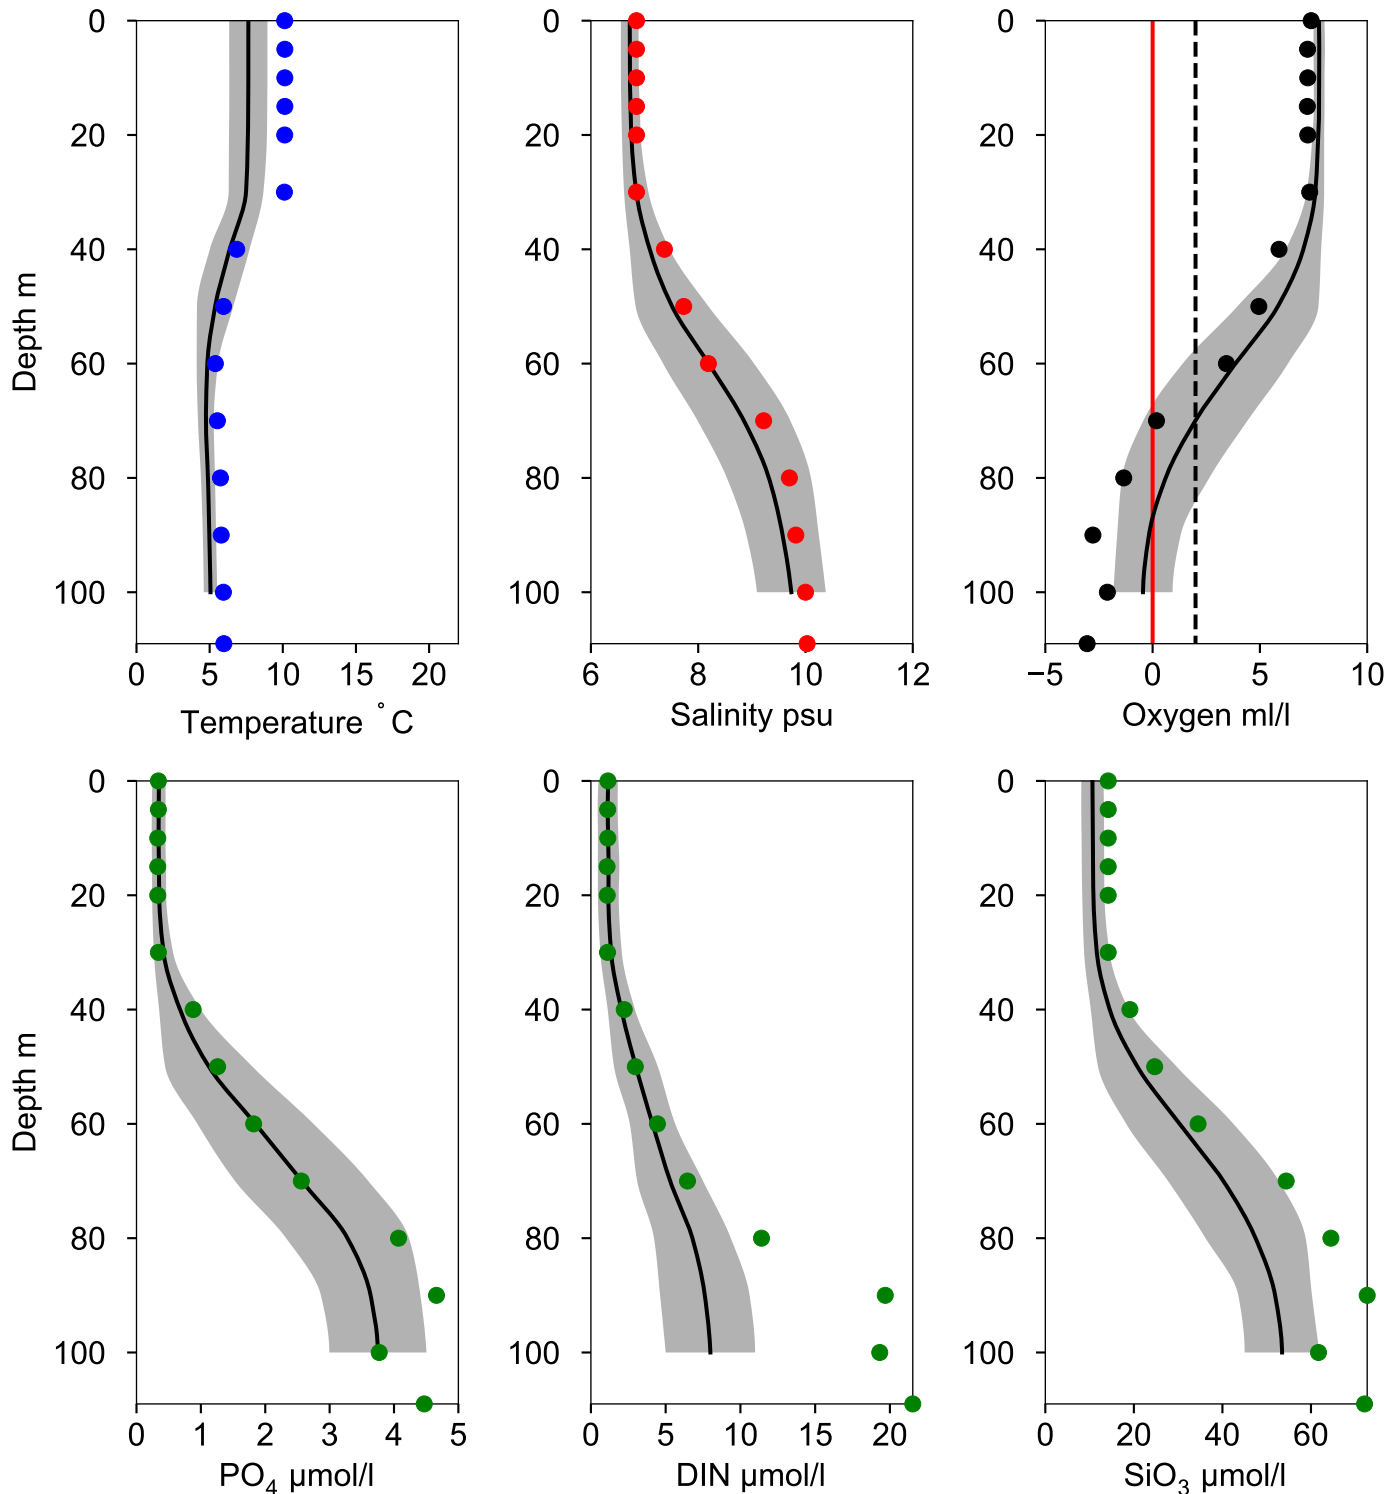 0
20
40
60
80
100
Depth m
0 5 10 15 20
Temperature °C
0
20
40
60
80
100
6 8 10 12
Salinity psu
0
20
40
60
80
100
−5 0 5 10
Oxygen ml/l
0
20
40
60
80
100
Depth m
0 1 2 3 4 5
PO₄ µmol/l
0
20
40
60
80
100
0 5 10 15 20
DIN µmol/l
0
20
40
60
80
100
0 20 40 60
SiO₃ µmol/l